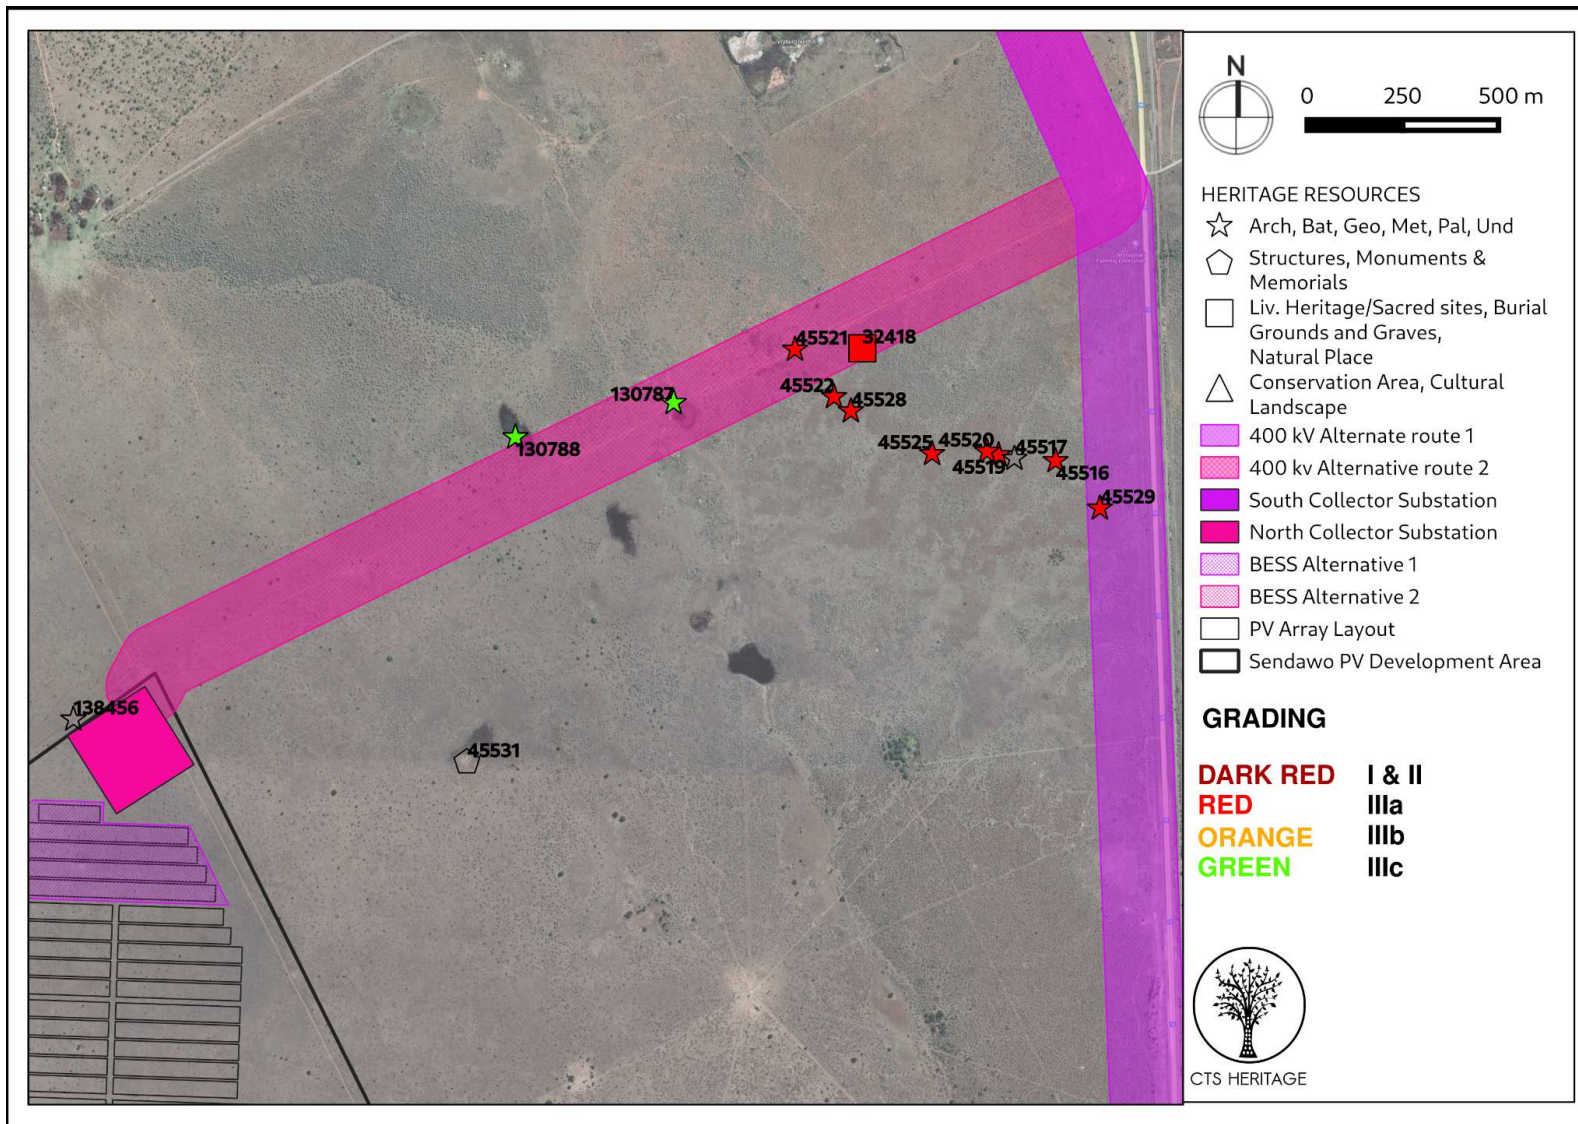 45521
32418
130787
45522
45528
130788
45525
45520
45517
45519
45516
45529
138456
45531
N
0 250 500 m
HERITAGE RESOURCES
Arch, Bat, Geo, Met, Pal, Und
Structures, Monuments &
Memorials
Liv. Heritage/Sacred sites, Burial
Grounds and Graves,
Natural Place
Conservation Area, Cultural
Landscape
400 kV Alternate route 1
400 kv Alternative route 2
South Collector Substation
North Collector Substation
BESS Alternative 1
BESS Alternative 2
PV Array Layout
Sendawo PV Development Area
GRADING
DARK RED I & II
RED IIIa
ORANGE IIIb
GREEN IIIc
CTS HERITAGE